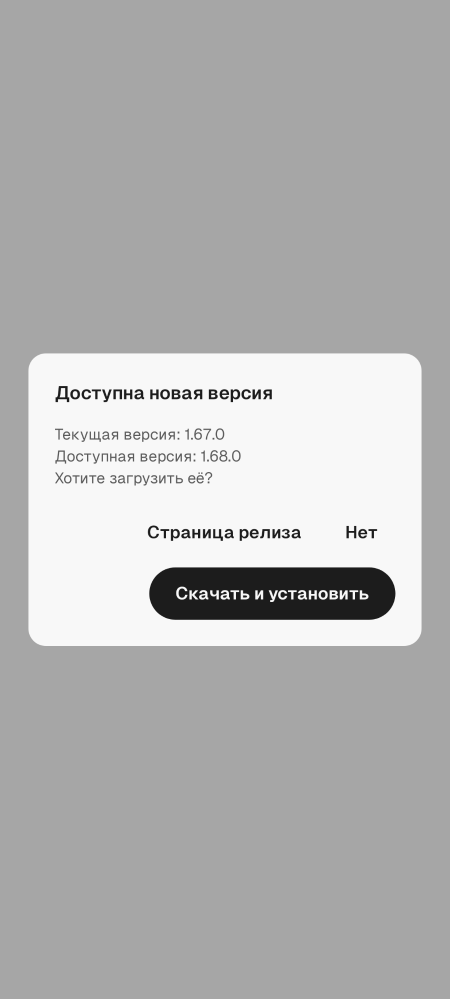 Доступна новая версия
Текущая версия: 1.67.0
Доступная версия: 1.68.0
Хотите загрузить её?
Страница релиза
Нет
Скачать и установить